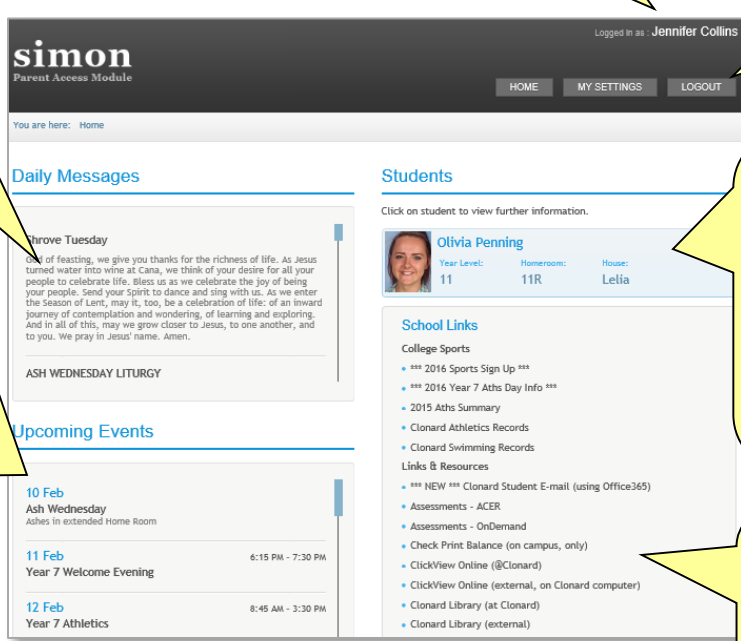 Logged in as : Jennifer Collins
simon
Parent Access Module
HOME
MY SETTINGS
LOGOUT
You are here: Home
Daily Messages
Shrove Tuesday
of feasting, we give you thanks for the richness of life. As Jesus
turned water into wine at Cana, we think of your desire for all your
people to celebrate life. Bless us as we celebrate the joy of being
your people. Send your Spirit to dance and sing with us. As we enter
the Season of Lent, may it, too, be a celebration of life: of an inward
journey of contemplation and wondering, of learning and exploring.
And in all of this, may we grow closer to Jesus, to one another, and
to you. We pray in Jesus' name. Amen.
ASH WEDNESDAY LITURGY
Upcoming Events
10 Feb
Ash Wednesday
Ashes in extended Home Room
11 Feb 6:15 PM - 7:30 PM
Year 7 Welcome Evening
12 Feb 8:45 AM - 3:30 PM
Year 7 Athletics
Students
Click on student to view further information.
Olivia Penning
Year Level: Homeroom: House:
11 11R Lelia
School Links
College Sports
*** 2016 Sports Sign Up ***
*** 2016 Year 7 Aths Day Info ***
2015 Aths Summary
Clonard Athletics Records
Clonard Swimming Records
Links & Resources
*** NEW *** Clonard Student E-mail (using Office365)
Assessments - ACER
Assessments - OnDemand
Check Print Balance (on campus, only)
ClickView Online (@Clonard)
ClickView Online (external, on Clonard computer)
Clonard Library (at Clonard)
Clonard Library (external)